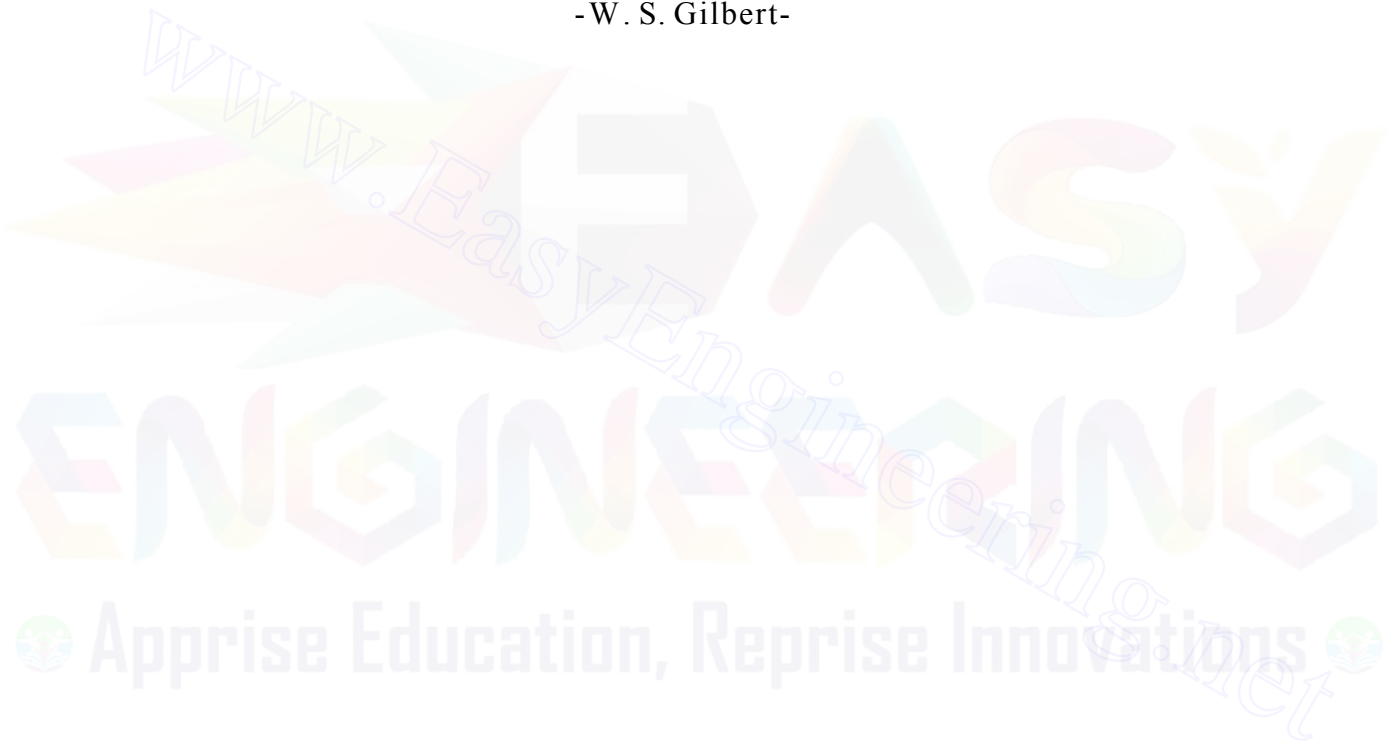 -W. S. Gilbert-
www.EasyEngineering.net
EASY
ENGINEERING
Apprise Education, Reprise Innovations